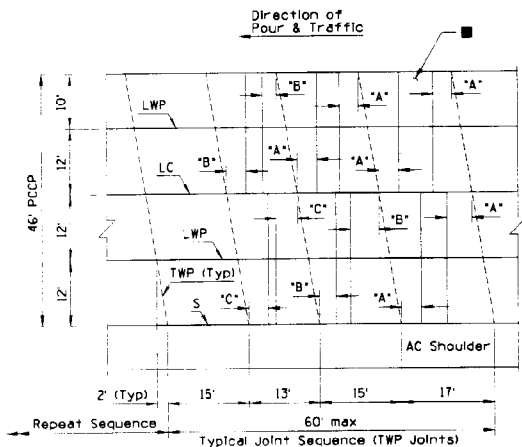 Direction of
Pour & Traffic
"B"
"A"
"A"
10'
LWP
12'
"B"
"A"
"A"
LC
46' PCCP
"C"
"B"
"A"
12'
LWP
TWP (Typ)
12'
S
"C"
"B"
"A"
AC Shoulder
2' (Typ)
15'
13'
15'
17'
Repeat Sequence
60' max
Typical Joint Sequence (TWP Joints)